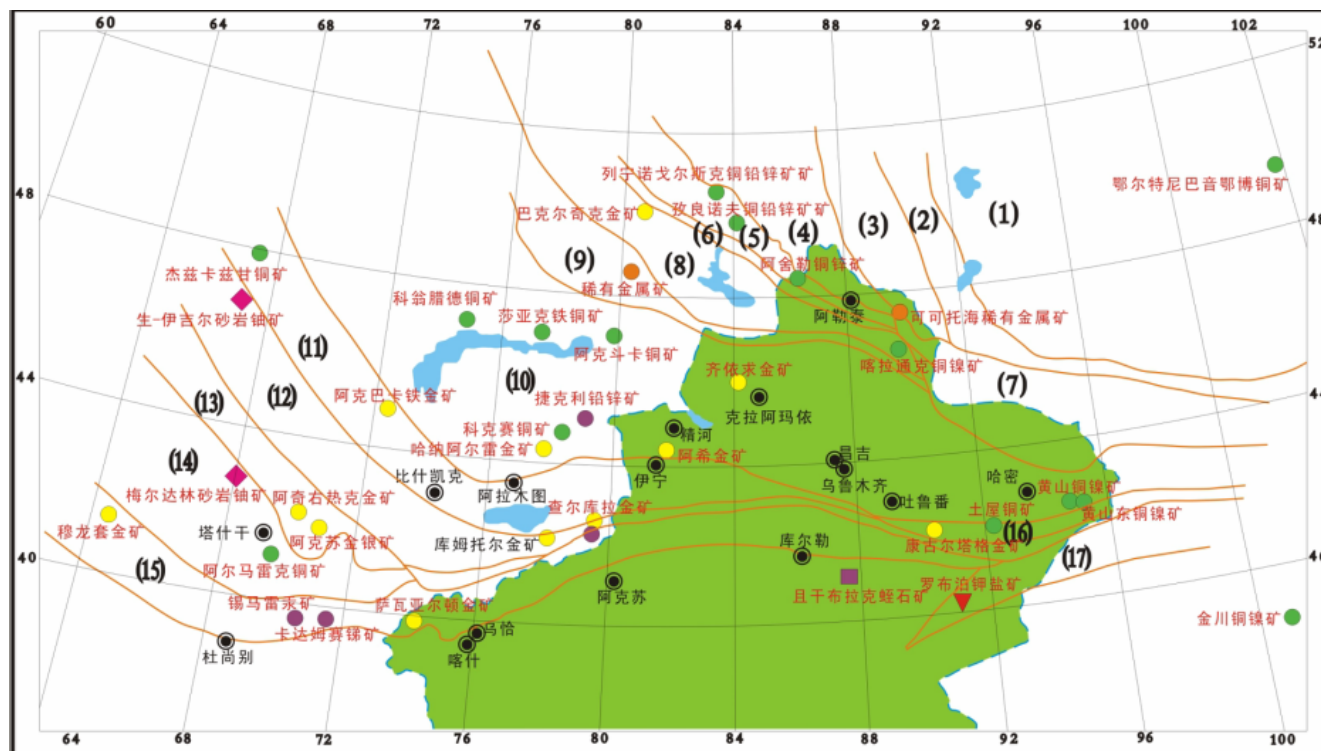 60 64 68 72 76 80 84 88 92 96 100 102
52
48
48
44
44
40
40
64 68 72 76 80 84 88 92 96 100
列宁诺戈尔斯克铜铅锌矿矿
鄂尔特尼巴音鄂博铜矿
巴克尔奇克金矿
孜良诺夫铜铅锌矿矿
(1)
(2)
(3)
(4)
(5)
(6)
(8)
(9)
阿舍勒铜锌矿
杰兹卡兹甘铜矿
稀有金属矿
科翁腊德铜矿
莎亚克铁铜矿
阿勒泰
可可托海稀有金属矿
生-伊吉尔砂岩铀矿
(11)
阿克斗卡铜矿
喀拉通克铜镍矿
齐依求金矿
(12)
(10)
(7)
阿克巴卡铁金矿
捷克利铅锌矿
克拉阿玛依
(13)
科克赛铜矿
精河
哈纳阿尔雷金矿
阿希金矿
昌吉
(14)
比什凯克
阿拉木图
伊宁
乌鲁木齐
哈密
黄山铜镍矿
梅尔达林砂岩铀矿
阿奇右热克金矿
查尔库拉金矿
吐鲁番
土屋铜矿
黄山东铜镍矿
穆龙套金矿
塔什干
阿克苏金银矿
库姆托尔金矿
康古尔塔格金矿
(16)
(17)
库尔勒
阿尔马雷克铜矿
(15)
阿克苏
且干布拉克蛭石矿
罗布泊钾盐矿
锡马雷汞矿
萨瓦亚尔顿金矿
金川铜镍矿
卡达姆赛锑矿
乌恰
杜尚别
喀什